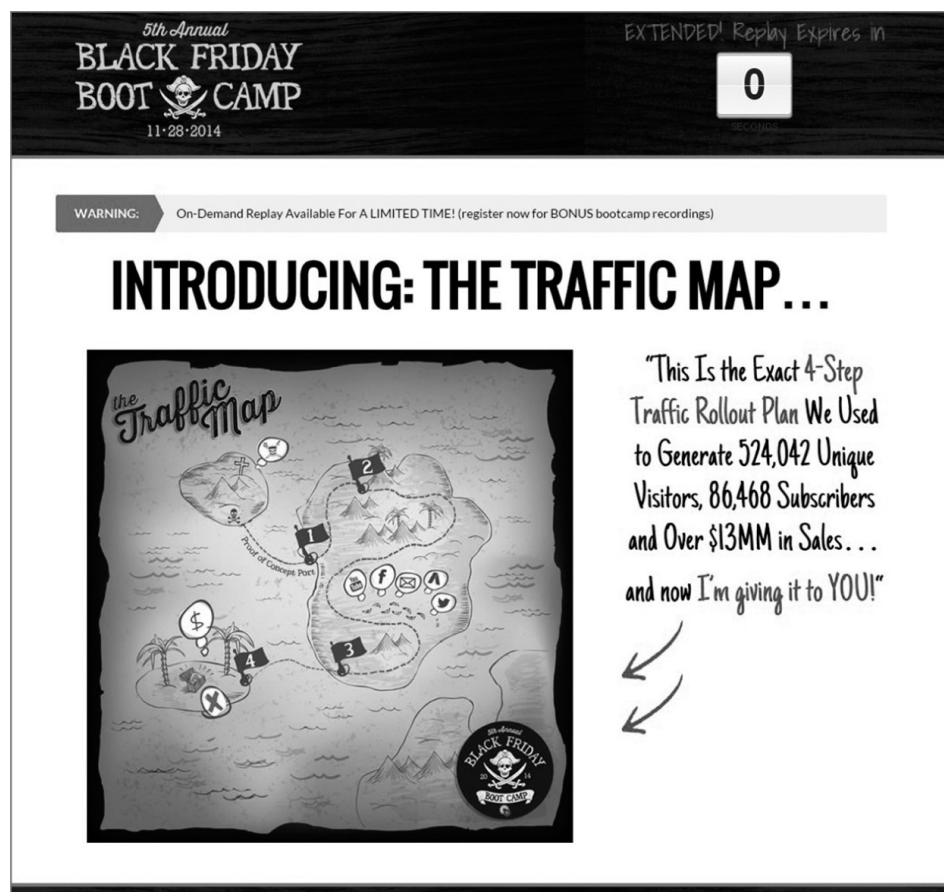 5th Annual
BLACK FRIDAY
BOOT CAMP
11·28·2014
EXTENDED! Replay Expires in
0
SECONDS
WARNING:
On-Demand Replay Available For A LIMITED TIME! (register now for BONUS bootcamp recordings)
INTRODUCING: THE TRAFFIC MAP...
the
Traffic
Map
2
1
Proof of Concept Port
You
Tube
f
$
4
3
X
5th Annual
BLACK FRIDAY
20 14
BOOT CAMP
"This Is the Exact 4-Step
Traffic Rollout Plan We Used
to Generate 524,042 Unique
Visitors, 86,468 Subscribers
and Over $13MM in Sales...
and now I'm giving it to YOU!"